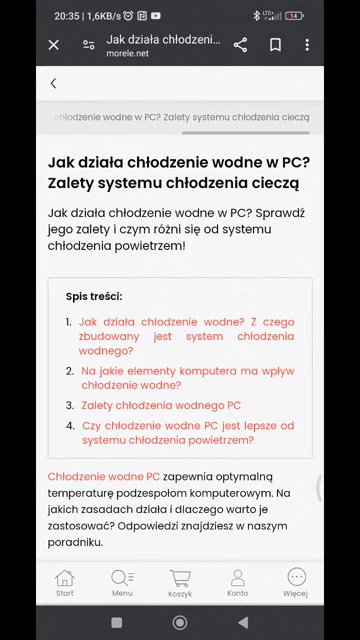 20:35 | 1,6KB/s
LTE+
14
Jak działa chłodzeni...
morele.net
chłodzenie wodne w PC? Zalety systemu chłodzenia cieczą
Jak działa chłodzenie wodne w PC?
Zalety systemu chłodzenia cieczą
Jak działa chłodzenie wodne w PC? Sprawdź
jego zalety i czym różni się od systemu
chłodzenia powietrzem!
Spis treści:
1. Jak działa chłodzenie wodne? Z czego
zbudowany jest system chłodzenia
wodnego?
2. Na jakie elementy komputera ma wpływ
chłodzenie wodne?
3. Zalety chłodzenia wodnego PC
4. Czy chłodzenie wodne PC jest lepsze od
systemu chłodzenia powietrzem?
Chłodzenie wodne PC zapewnia optymalną
temperaturę podzespołom komputerowym. Na
jakich zasadach działa i dlaczego warto je
zastosować? Odpowiedzi znajdziesz w naszym
poradniku.
Start Menu Koszyk Konto Więcej